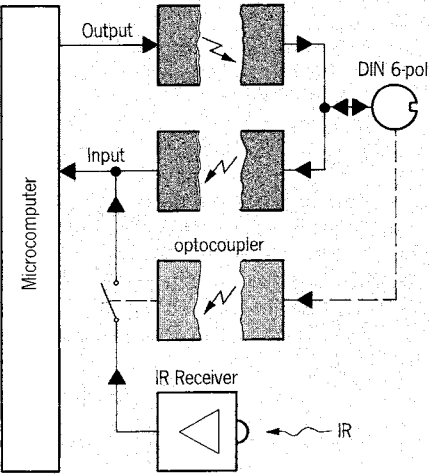 Output
DIN 6-pol
Input
Microcomputer
optocoupler
IR Receiver
IR